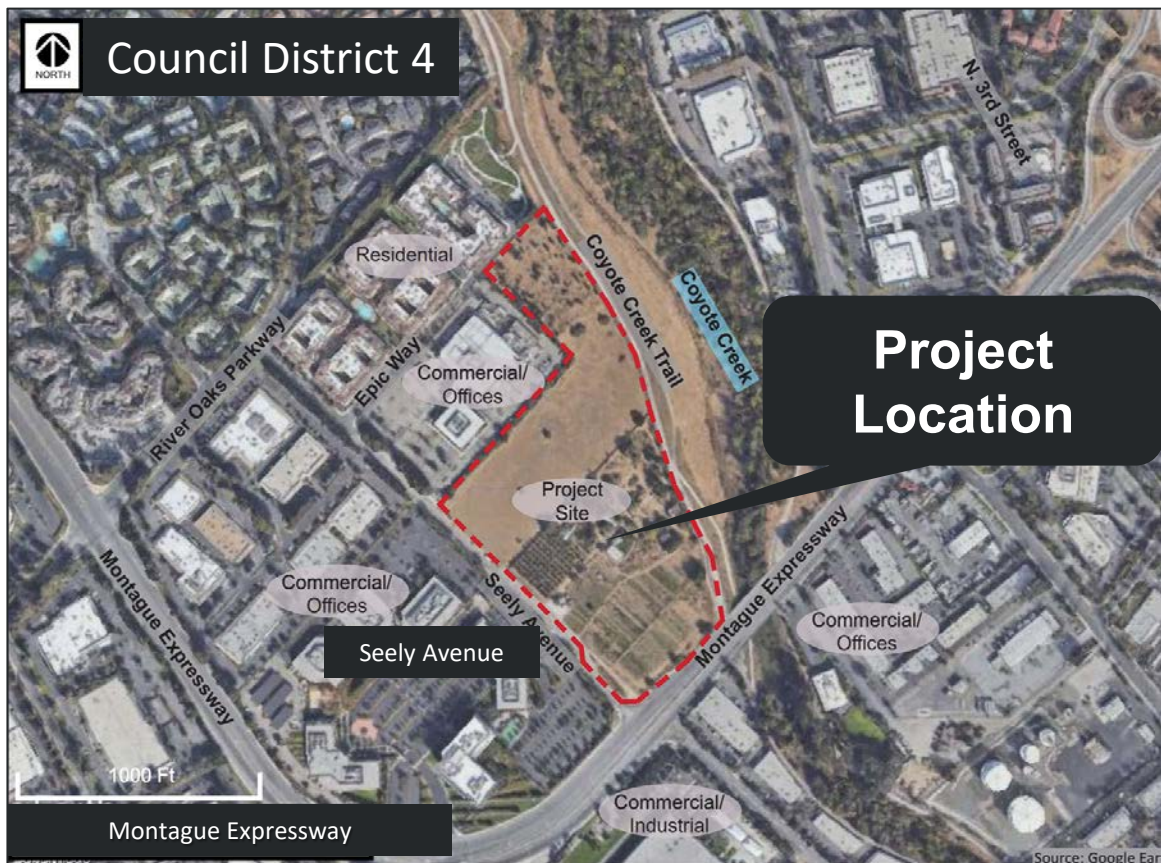 NORTH
Council District 4
N. 3rd Street
Residential
Coyote Creek Trail
Coyote Creek
Project
Location
River Oaks Parkway
Epic Way
Commercial/
Offices
Project
Site
Montague Expressway
Commercial/
Offices
Seely Avenue
Seely Avenue
Montague Expressway
Commercial/
Offices
1000 Ft
Commercial/
Industrial
Montague Expressway
Source: Google Ear